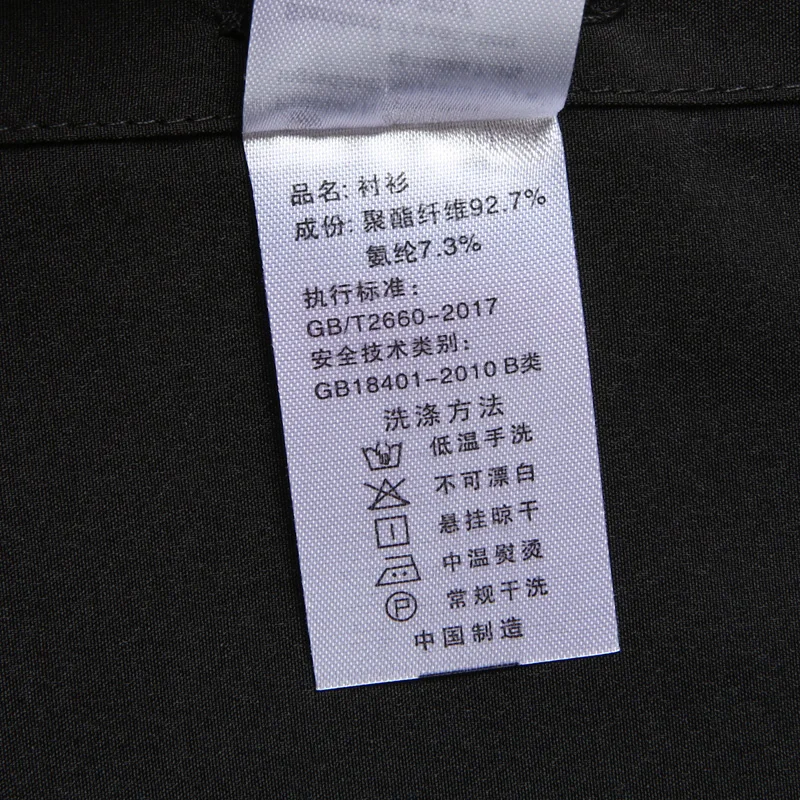 品名: 衬衫
成份: 聚酯纤维92.7%
氨纶7.3%
执行标准:
GB/T2660-2017
安全技术类别:
GB18401-2010 B类
洗涤方法
低温手洗
不可漂白
悬挂晾干
中温熨烫
P 常规干洗
中国制造